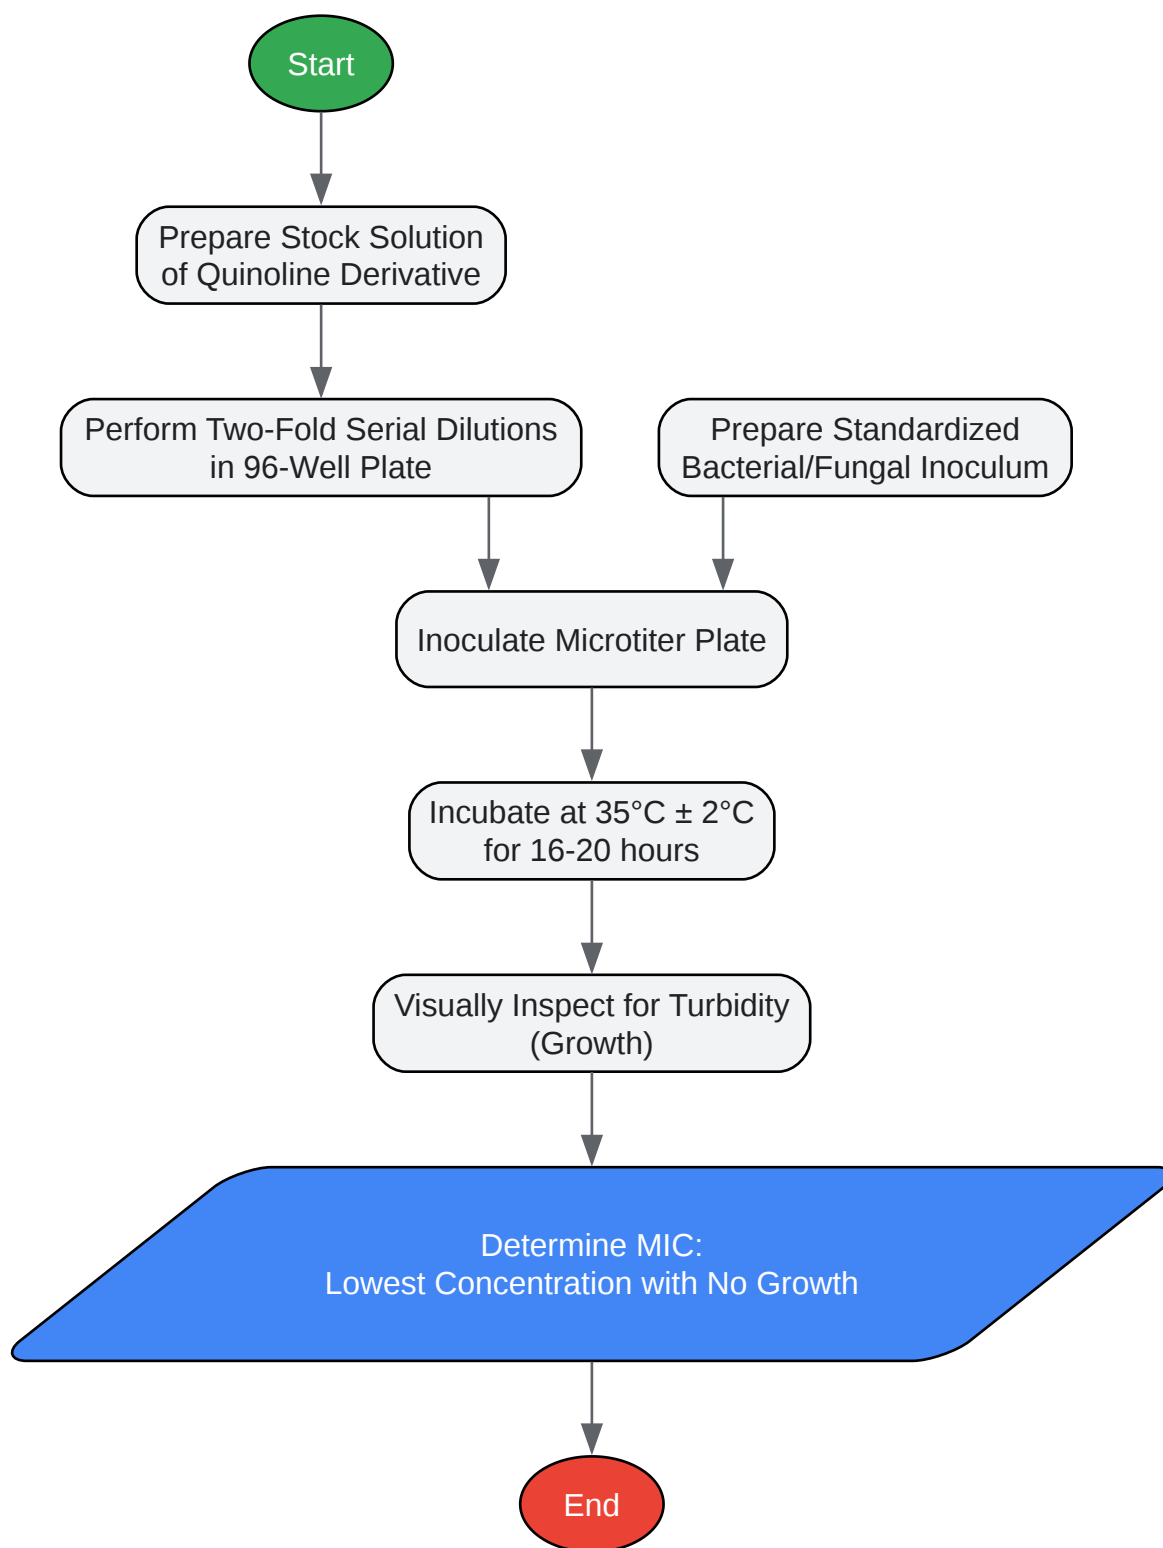 Start
Prepare Stock Solution
of Quinoline Derivative
Perform Two-Fold Serial Dilutions
in 96-Well Plate
Prepare Standardized
Bacterial/Fungal Inoculum
Inoculate Microtiter Plate
Incubate at 35°C ± 2°C
for 16-20 hours
Visually Inspect for Turbidity
(Growth)
Determine MIC:
Lowest Concentration with No Growth
End